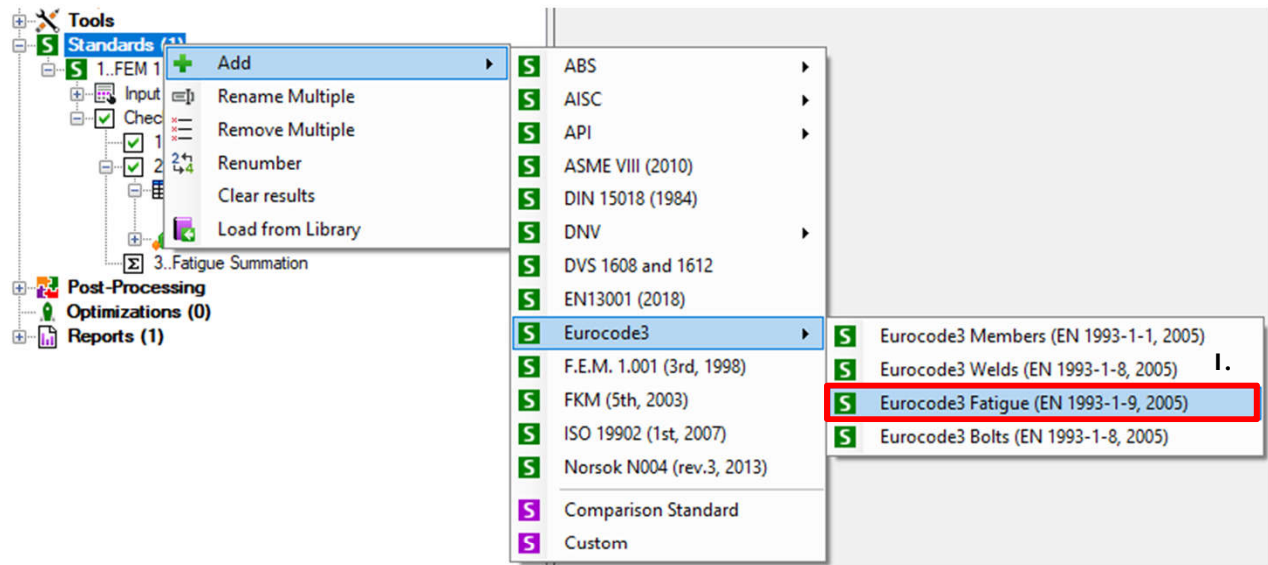 Tools
Standards (1)
1..FEM 1
Input
Chec
1
2
3..Fatigue Summation
Post-Processing
Optimizations (0)
Reports (1)
Add
Rename Multiple
Remove Multiple
Renumber
Clear results
Load from Library
ABS
AISC
API
ASME VIII (2010)
DIN 15018 (1984)
DNV
DVS 1608 and 1612
EN13001 (2018)
Eurocode3
F.E.M. 1.001 (3rd, 1998)
FKM (5th, 2003)
ISO 19902 (1st, 2007)
Norsok N004 (rev.3, 2013)
Comparison Standard
Custom
Eurocode3 Members (EN 1993-1-1, 2005)
Eurocode3 Welds (EN 1993-1-8, 2005)
1.
Eurocode3 Fatigue (EN 1993-1-9, 2005)
Eurocode3 Bolts (EN 1993-1-8, 2005)